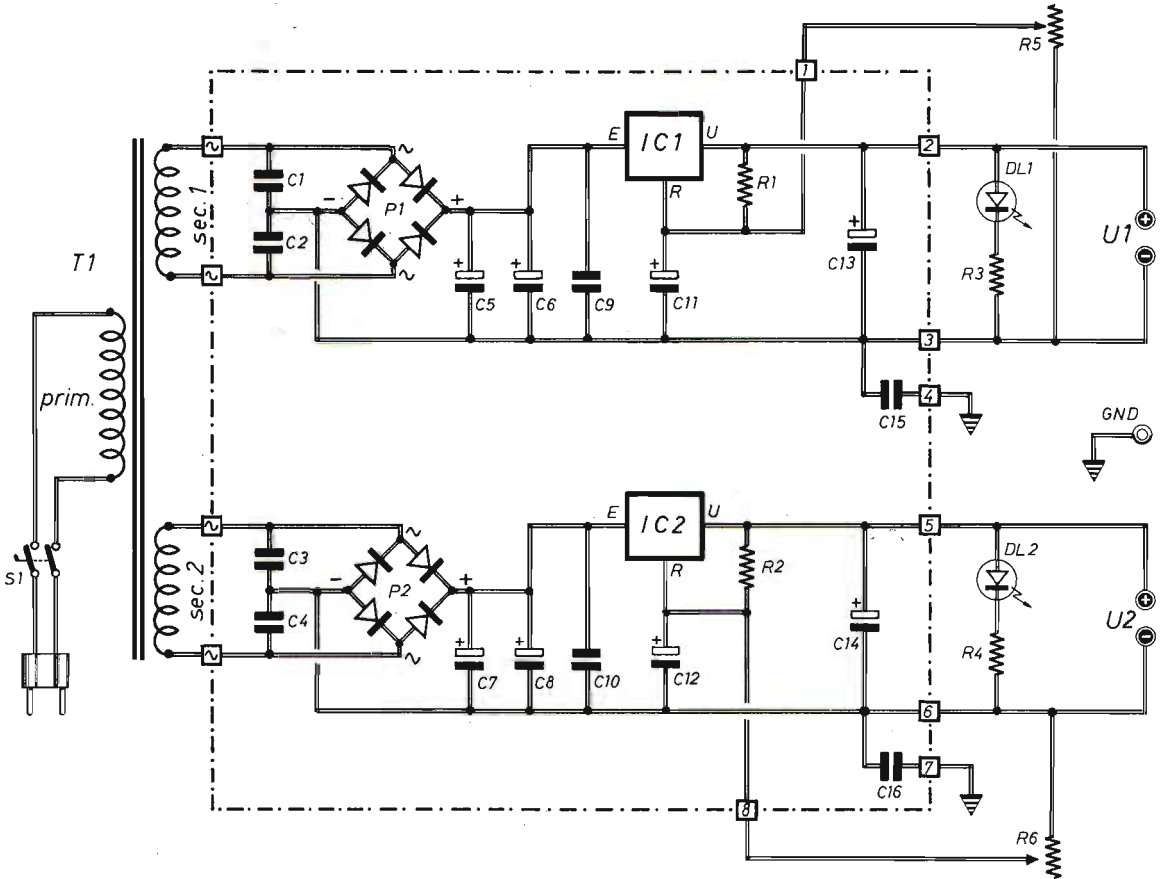 R5
1
E
IC1
U
2
~
~
C1
R1
DL1
+
-
P1
+
R
sec.1
C2
T1
+
U1
+
-
~
~
+
+
+
C13
R3
C5
C6
C9
C11
3
prim.
4
C15
GND
E
IC2
U
5
~
~
C3
R2
DL2
+
-
+
R
P2
sec.2
C4
S1
+
U2
+
-
~
~
+
+
+
C14
R4
C7
C8
C10
C12
6
7
C16
8
R6